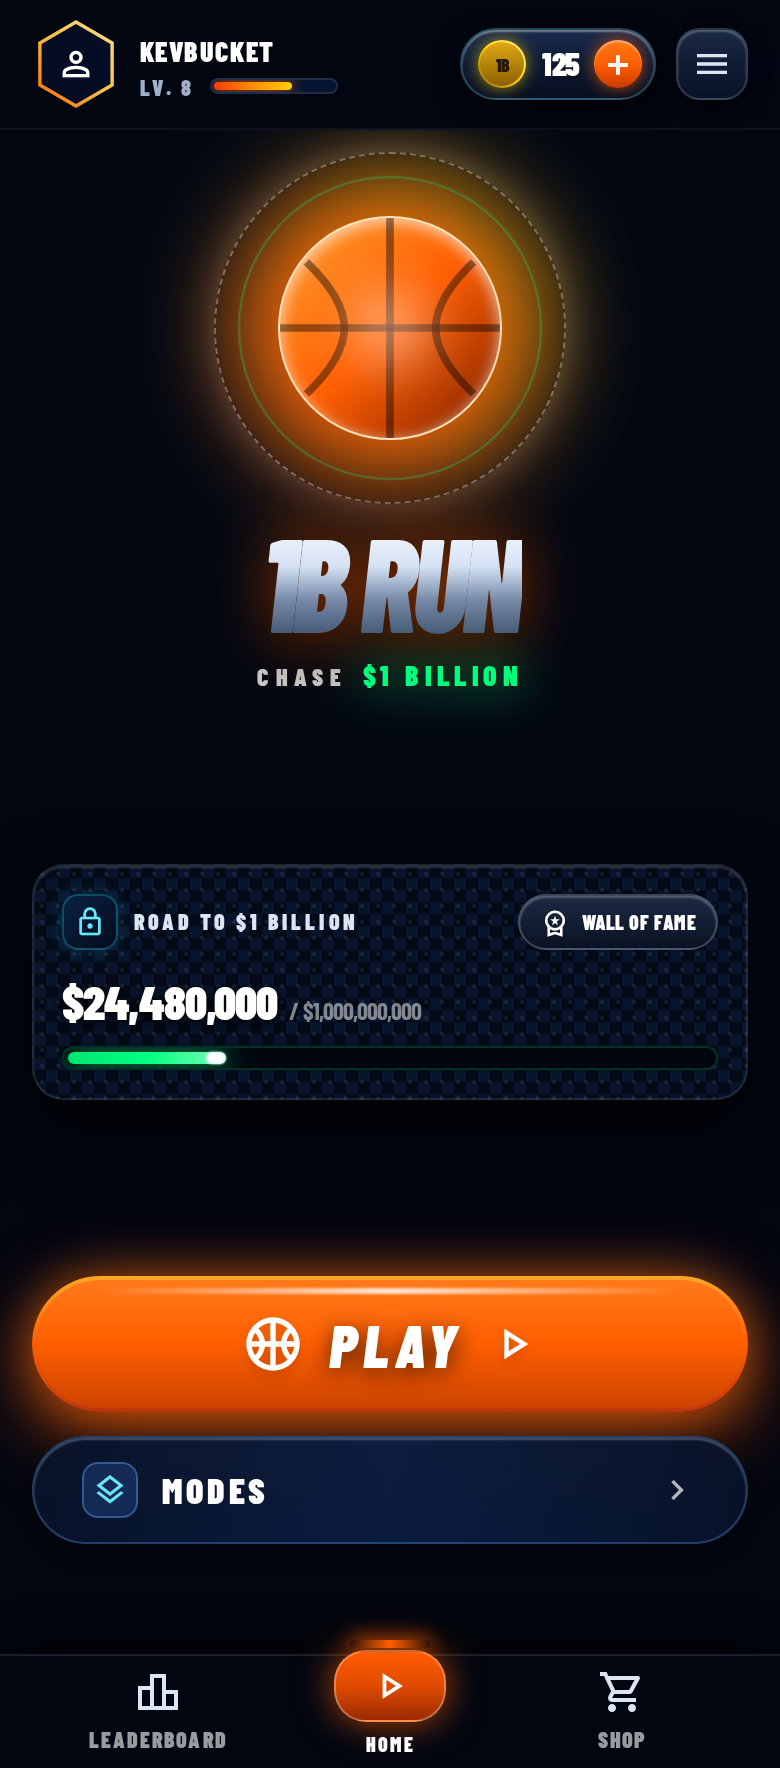 KEVBUCKET
LV. 8
1B
125
1B RUN
CHASE $1 BILLION
ROAD TO $1 BILLION
WALL OF FAME
$24,480,000 / $1,000,000,000
PLAY
MODES
LEADERBOARD
HOME
SHOP